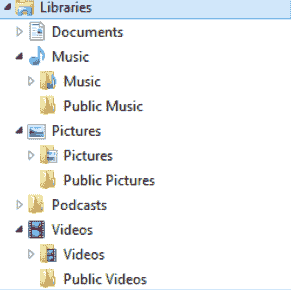 Libraries
Documents
Music
Music
Public Music
Pictures
Pictures
Public Pictures
Podcasts
Videos
Videos
Public Videos